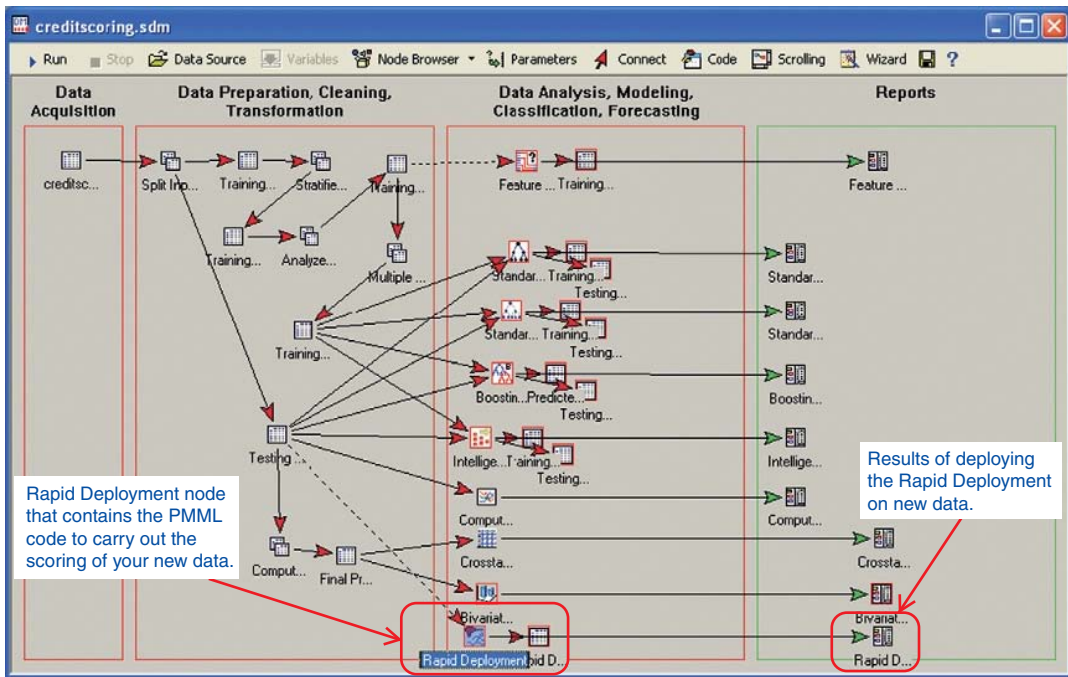 creditscoring.sdm
Run Stop Data Source Variables Node Browser Parameters Connect Code Scrolling Wizard ?
Data Acquisition
Data Preparation, Cleaning, Transformation
Data Analysis, Modeling, Classification, Forecasting
Reports
creditsc...
Split Inp...
Training...
Stratifie...
Training...
Feature ...
Training...
Feature ...
Training...
Analyze...
Multiple ...
Standar...
Training...
Testing...
Standar...
Training...
Standar...
Training...
Testing...
Standar...
Boostin...
Predicte...
Testing...
Boostin...
Testing ...
Intellige...
Training...
Testing...
Intellige...
Comput...
Comput...
Comput...
Final Pr...
Crossta...
Crossta...
Bivariat...
Bivariat...
Rapid Deployment
pid D...
Rapid D...
Rapid Deployment node
that contains the PMML
code to carry out the
scoring of your new data.
Results of deploying
the Rapid Deployment
on new data.